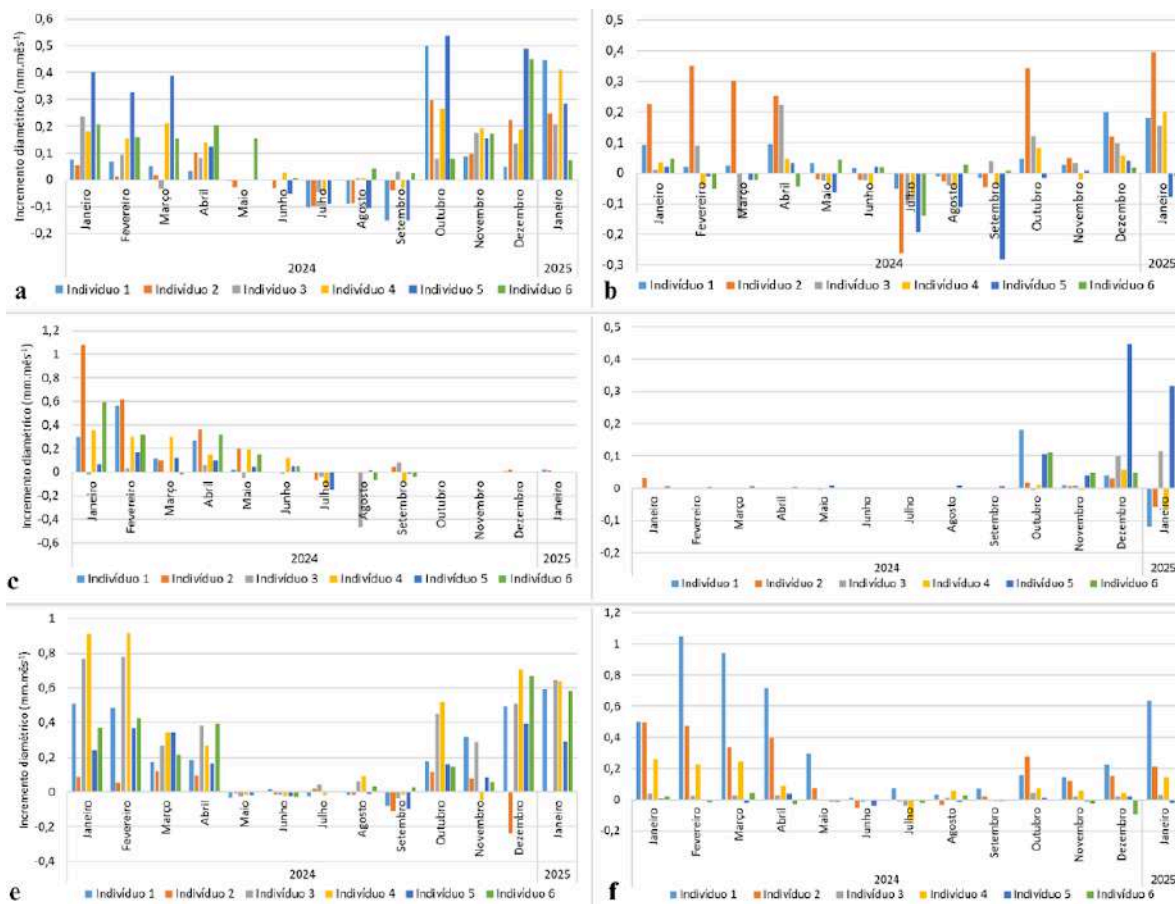 Incremento diamétrico (mm.mês⁻¹)
0,6
0,5
0,4
0,3
0,2
0,1
0
-0,1
-0,2
Janeiro Fevereiro Março Abril Maio Junho Julho Agosto Setembro Outubro Novembro Dezembro Janeiro
2024 2025
a
Indivíduo 1 Indivíduo 2 Indivíduo 3 Indivíduo 4 Indivíduo 5 Indivíduo 6
0,5
0,4
0,3
0,2
0,1
0
-0,1
-0,2
-0,3
Janeiro Fevereiro Março Abril Maio Junho Julho Agosto Setembro Outubro Novembro Dezembro Janeiro
2024 2025
b
Indivíduo 1 Indivíduo 2 Indivíduo 3 Indivíduo 4 Indivíduo 5 Indivíduo 6
Incremento diamétrico (mm.mês⁻¹)
1,2
1
0,8
0,6
0,4
0,2
0
-0,2
-0,4
-0,6
Janeiro Fevereiro Março Abril Maio Junho Julho Agosto Setembro Outubro Novembro Dezembro Janeiro
2024 2025
c
Indivíduo 1 Indivíduo 2 Indivíduo 3 Indivíduo 4 Indivíduo 5 Indivíduo 6
0,5
0,4
0,3
0,2
0,1
0
-0,1
-0,2
Janeiro Fevereiro Março Abril Maio Junho Julho Agosto Setembro Outubro Novembro Dezembro Janeiro
2024 2025
Indivíduo 1 Indivíduo 2 Indivíduo 3 Indivíduo 4 Indivíduo 5 Indivíduo 6
Incremento diamétrico (mm.mês⁻¹)
1
0,8
0,6
0,4
0,2
0
-0,2
-0,4
Janeiro Fevereiro Março Abril Maio Junho Julho Agosto Setembro Outubro Novembro Dezembro Janeiro
2024 2025
e
Indivíduo 1 Indivíduo 2 Indivíduo 3 Indivíduo 4 Indivíduo 5 Indivíduo 6
1,2
1
0,8
0,6
0,4
0,2
0
-0,2
Janeiro Fevereiro Março Abril Maio Junho Julho Agosto Setembro Outubro Novembro Dezembro Janeiro
2024 2025
f
Indivíduo 1 Indivíduo 2 Indivíduo 3 Indivíduo 4 Indivíduo 5 Indivíduo 6